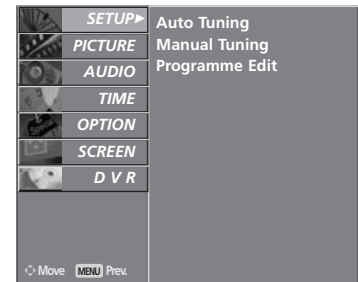 SETUP
PICTURE
AUDIO
TIME
OPTION
SCREEN
D V R
Auto Tuning
Manual Tuning
Programme Edit
Move MENU Prev.